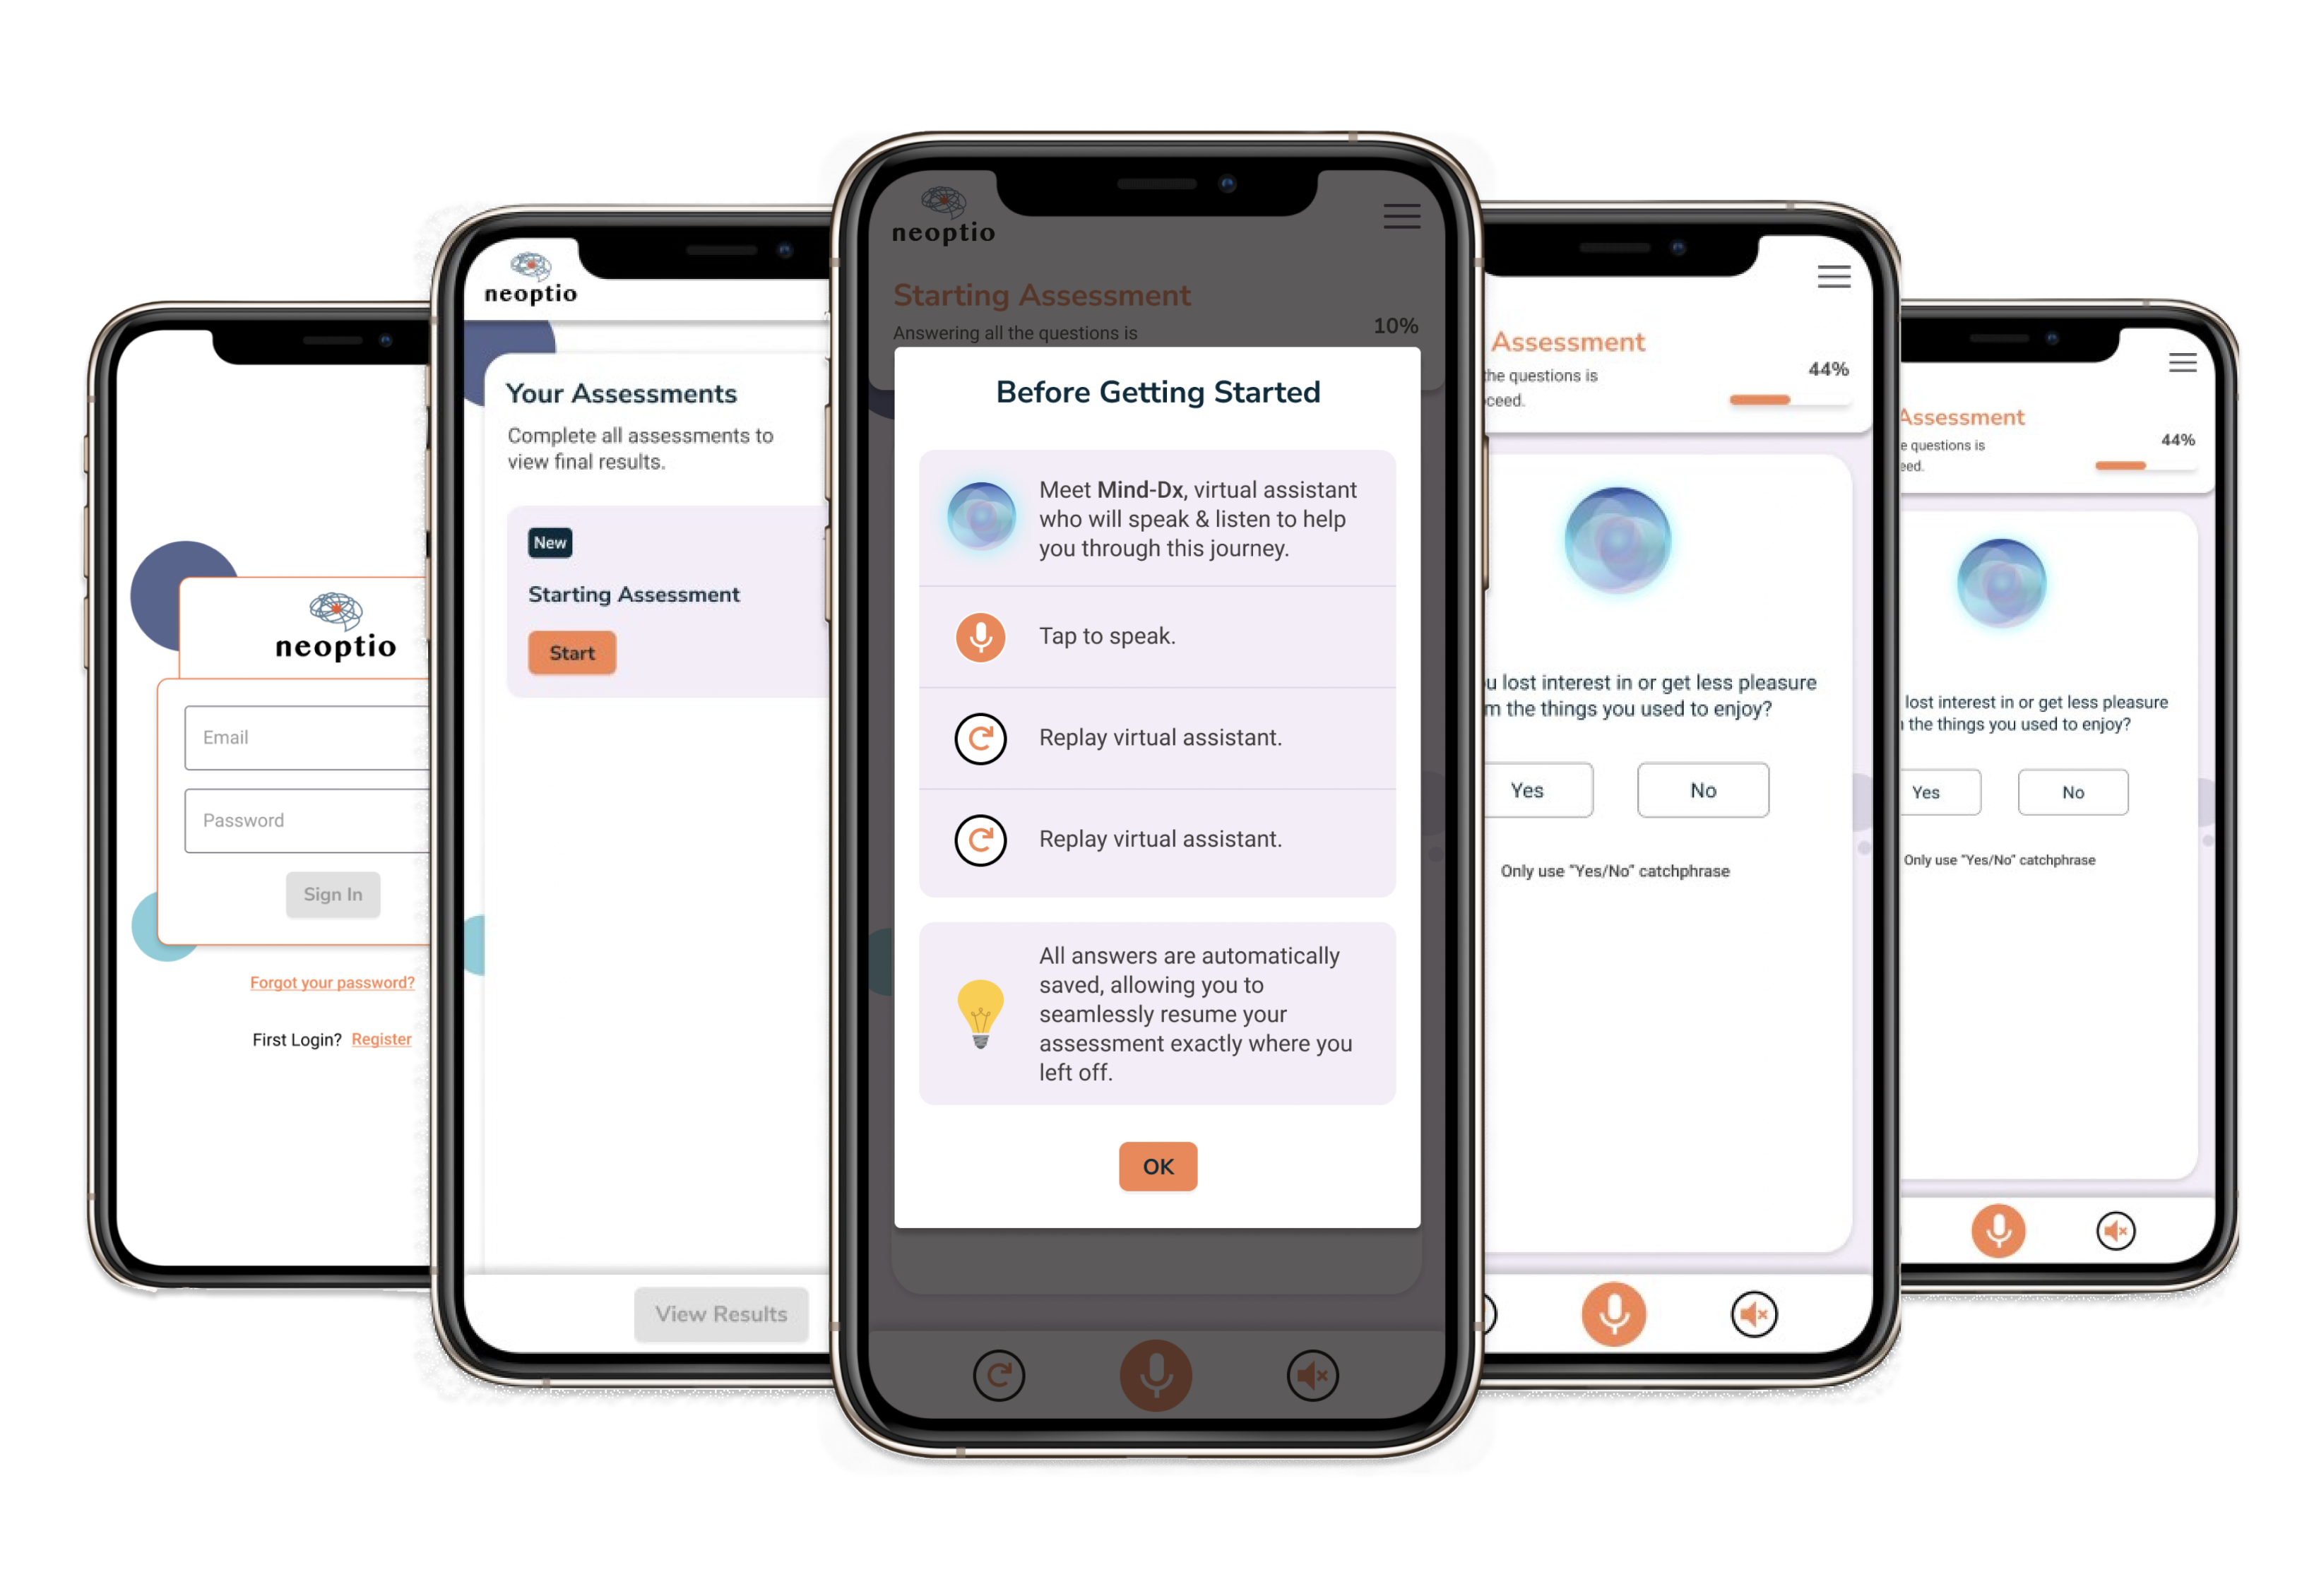 neoptio
Email
Password
Sign In
Forgot your password?
First Login? Register
neoptio
Your Assessments
Complete all assessments to
view final results.
New
Starting Assessment
Start
View Results
neoptio
Starting Assessment
Answering all the questions is
10%
Before Getting Started
Meet Mind-Dx, virtual assistant
who will speak & listen to help
you through this journey.
Tap to speak.
Replay virtual assistant.
Replay virtual assistant.
All answers are automatically
saved, allowing you to
seamlessly resume your
assessment exactly where you
left off.
OK
Assessment
the questions is
44%
lost interest in or get less pleasure
the things you used to enjoy?
Yes
No
Only use "Yes/No" catchphrase
Assessment
questions is
44%
lost interest in or get less pleasure
the things you used to enjoy?
Yes
No
Only use "Yes/No" catchphrase